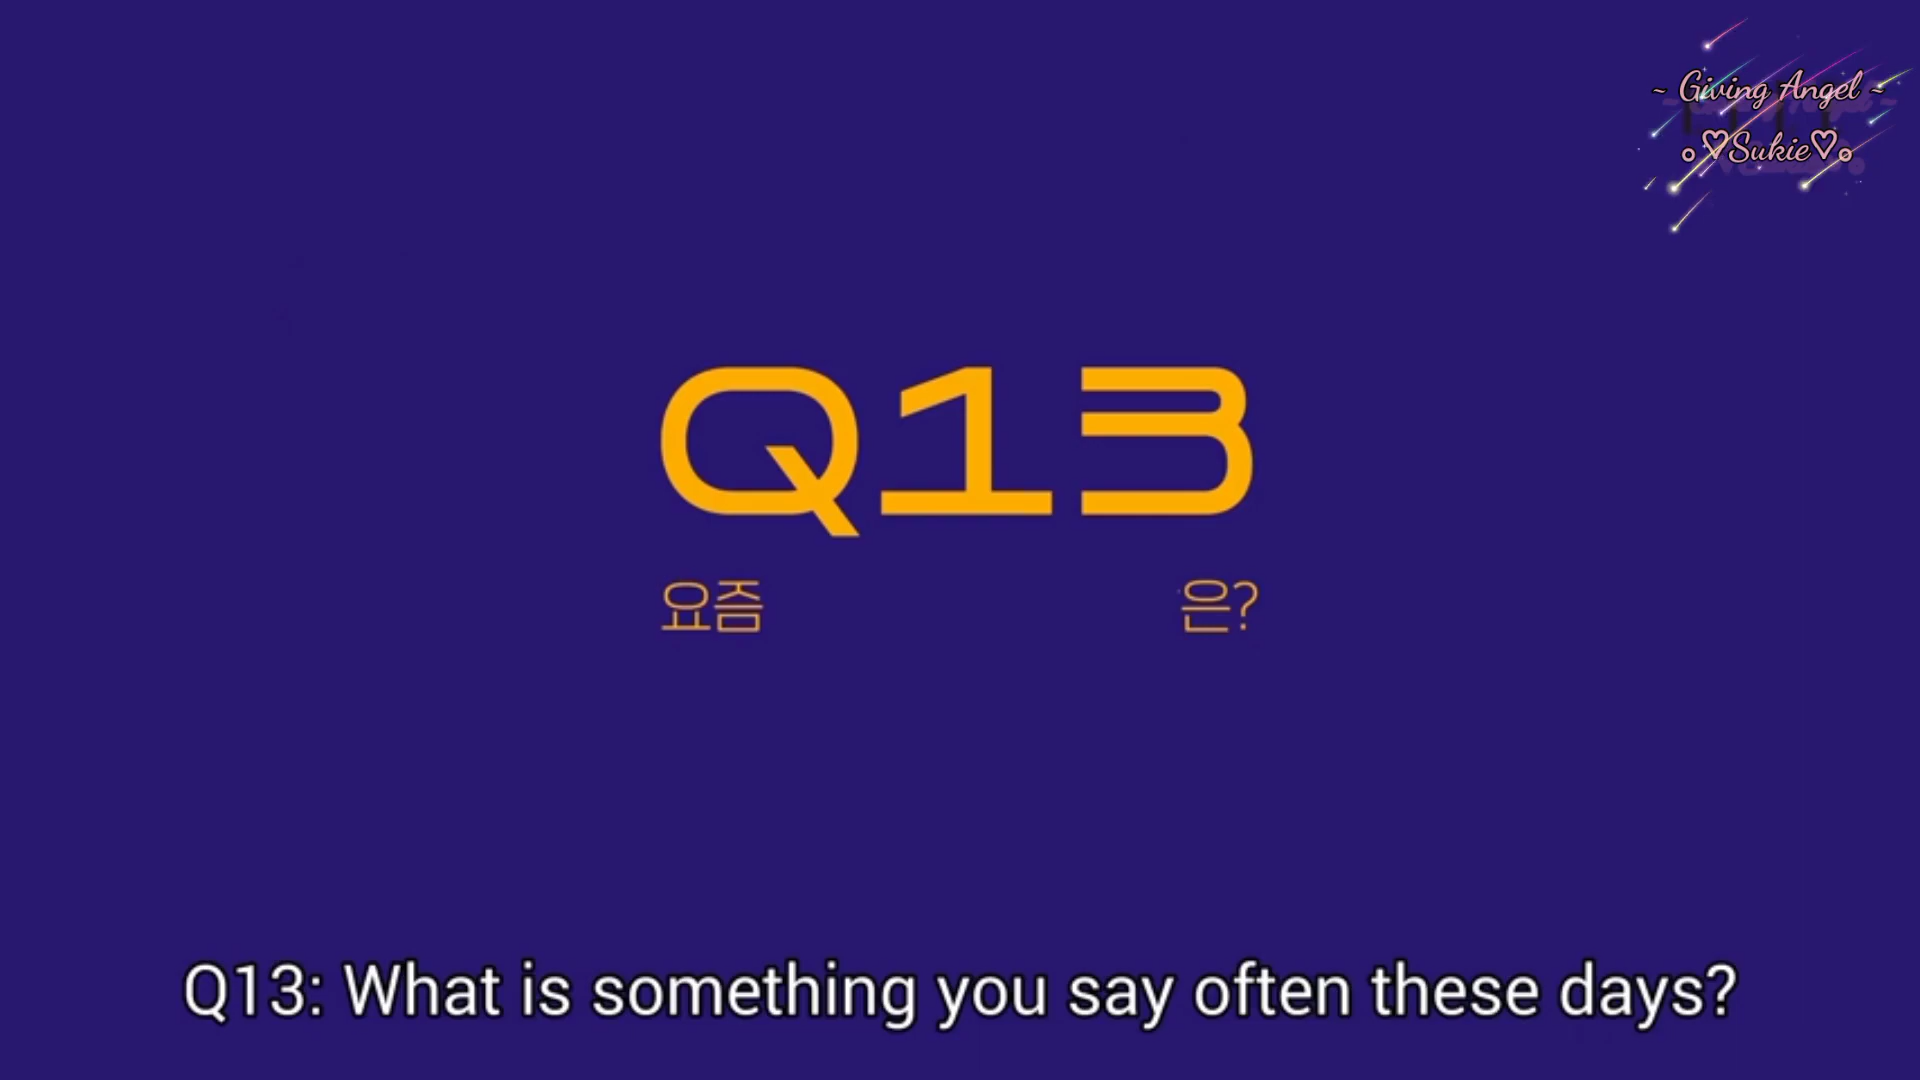 ~ Giving Angel ~
o♡Sukie♡o
Q13
요즘 은?
Q13: What is something you say often these days?